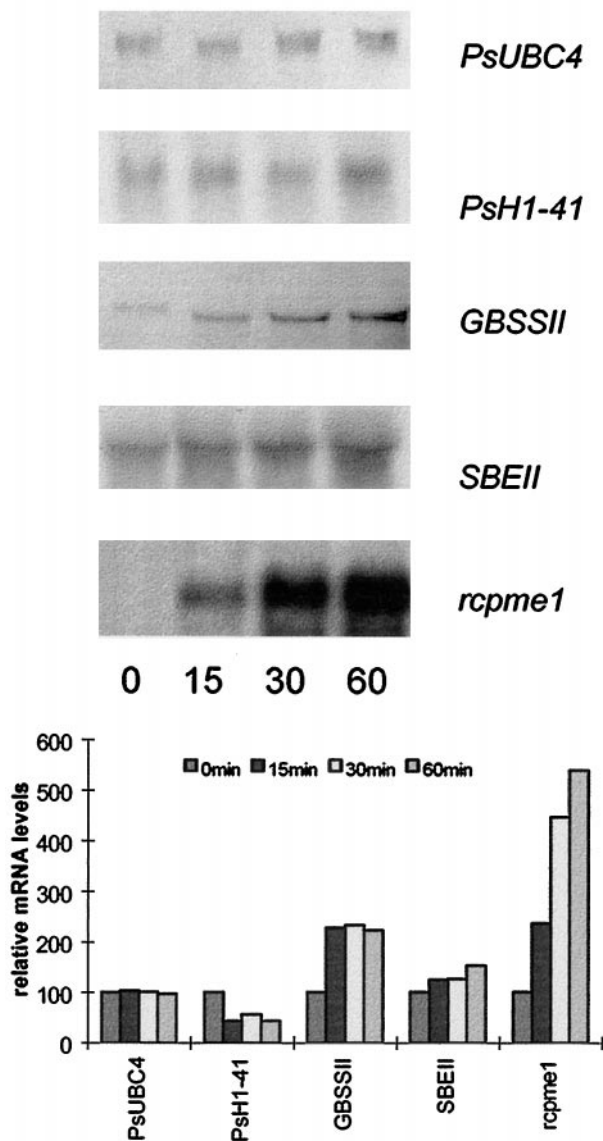 PsUBC4
PsH1-41
GBSSII
SBEII
rcpme1
0 15 30 60
600
500
400
300
200
100
0
relative mRNA levels
0min 15min 30min 60min
PsUBC4
PsH1-41
GBSSII
SBEII
rcpme1